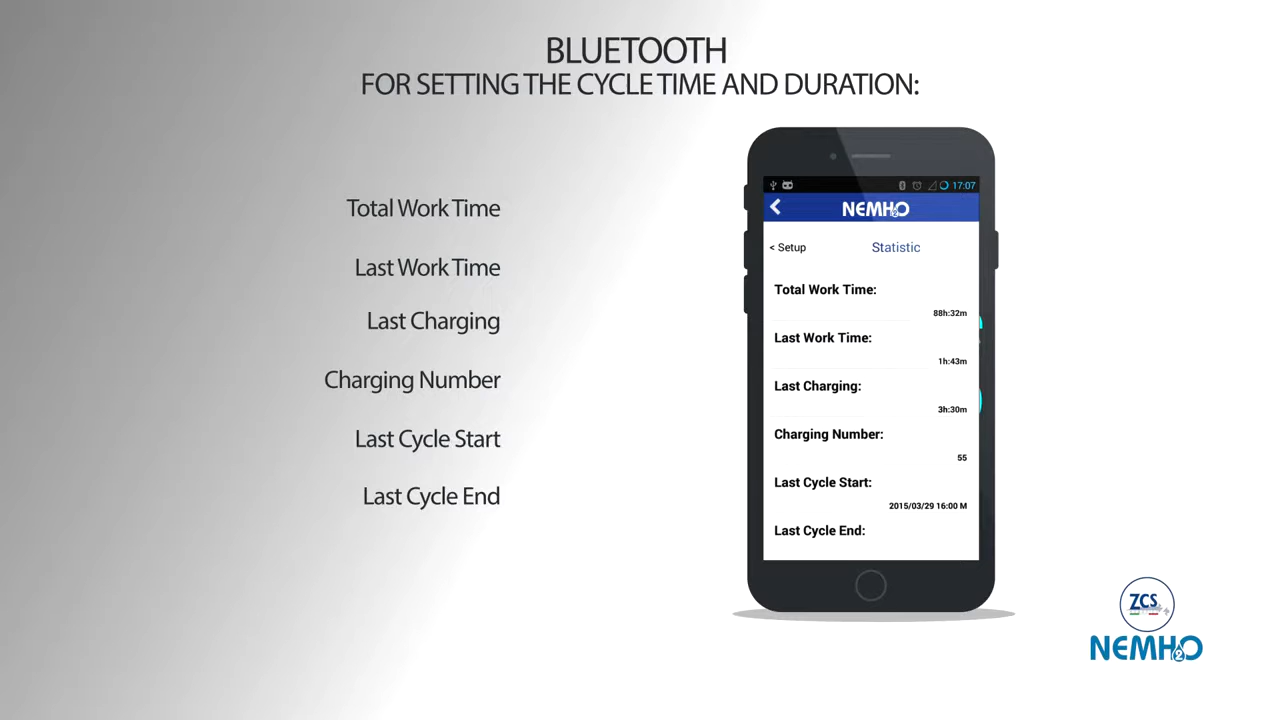 BLUETOOTH
FOR SETTING THE CYCLE TIME AND DURATION:
Total Work Time
Last Work Time
Last Charging
Charging Number
Last Cycle Start
Last Cycle End
17:07
NEMH2O
< Setup Statistic
Total Work Time:
88h:32m
Last Work Time:
1h:43m
Last Charging:
3h:30m
Charging Number:
55
Last Cycle Start:
2015/03/29 16:00 M
Last Cycle End:
ZCS
NEMH2O